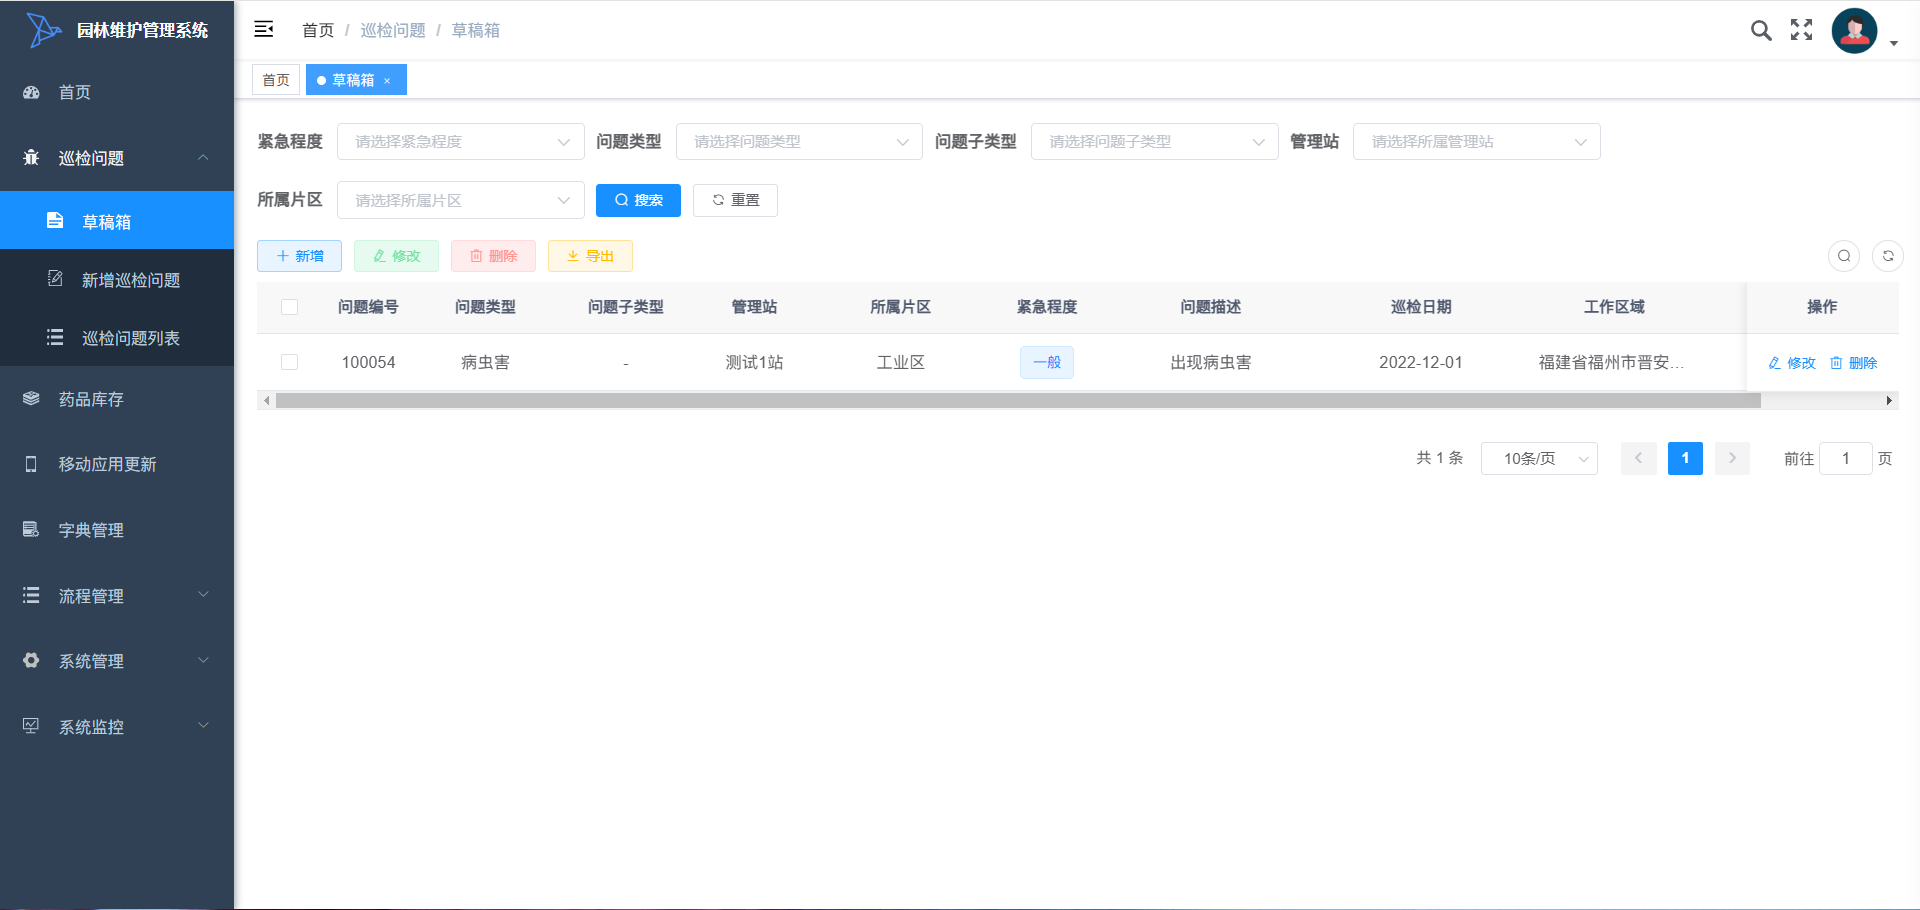 园林维护管理系统
首页
巡检问题
草稿箱
新增巡检问题
巡检问题列表
药品库存
移动应用更新
字典管理
流程管理
系统管理
系统监控
首页 / 巡检问题 / 草稿箱
首页 草稿箱 ×
紧急程度 请选择紧急程度 问题类型 请选择问题类型 问题子类型 请选择问题子类型 管理站 请选择所属管理站
所属片区 请选择所属片区 搜索 重置
新增 修改 删除 导出
问题编号 问题类型 问题子类型 管理站 所属片区 紧急程度 问题描述 巡检日期 工作区域 操作
100054 病虫害 - 测试1站 工业区 一般 出现病虫害 2022-12-01 福建省福州市晋安... 修改 删除
共 1 条 10条/页 1 前往 1 页